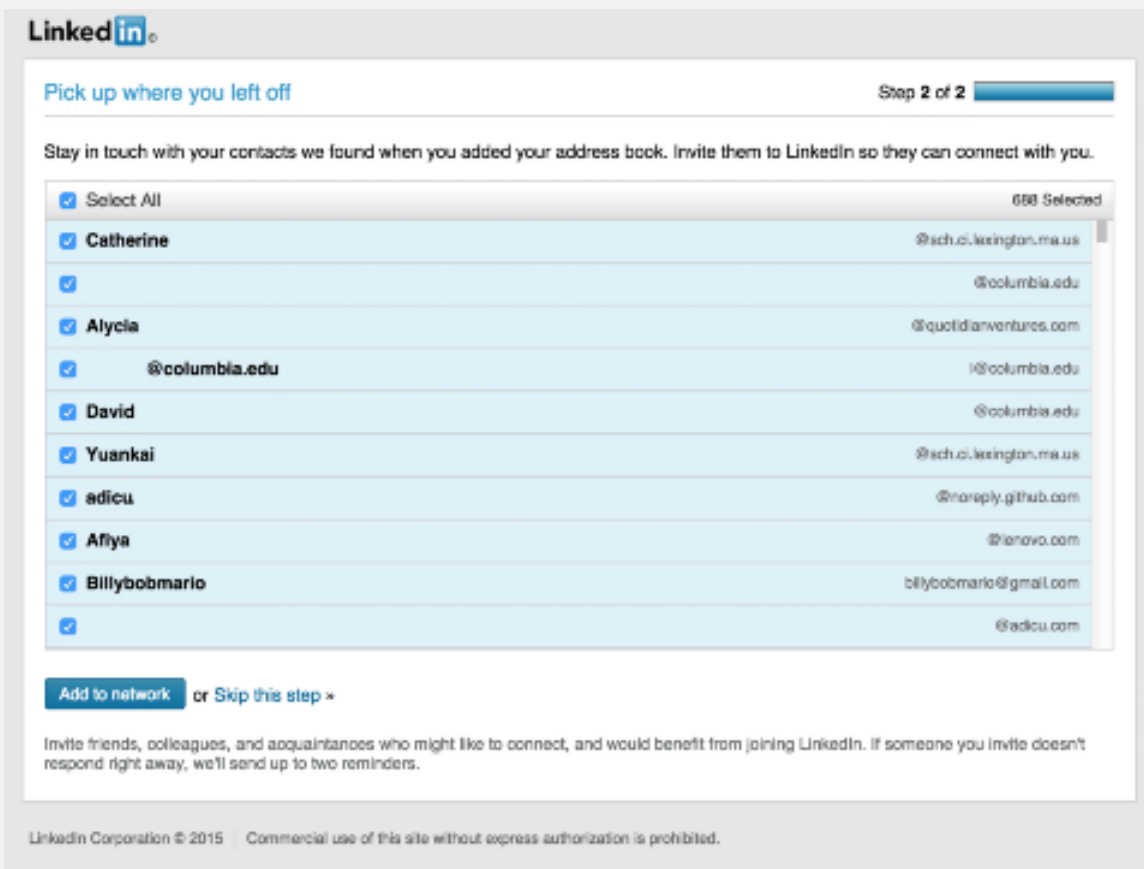 Linked in ®
Pick up where you left off
Step 2 of 2
Stay in touch with your contacts we found when you added your address book. Invite them to LinkedIn so they can connect with you.
Select All 688 Selected
Catherine @sch.ci.lexington.ma.us
@columbia.edu
Alycia @quotidianventures.com
@columbia.edu @columbia.edu
David @columbia.edu
Yuankai @sch.ci.lexington.ma.us
adicu @noreply.github.com
Afiya @lenovo.com
Billybobmario billybobmario@gmail.com
@adicu.com
Add to network or Skip this step »
Invite friends, colleagues, and acquaintances who might like to connect, and would benefit from joining LinkedIn. If someone you invite doesn't
respond right away, we'll send up to two reminders.
LinkedIn Corporation © 2015 Commercial use of this site without express authorization is prohibited.